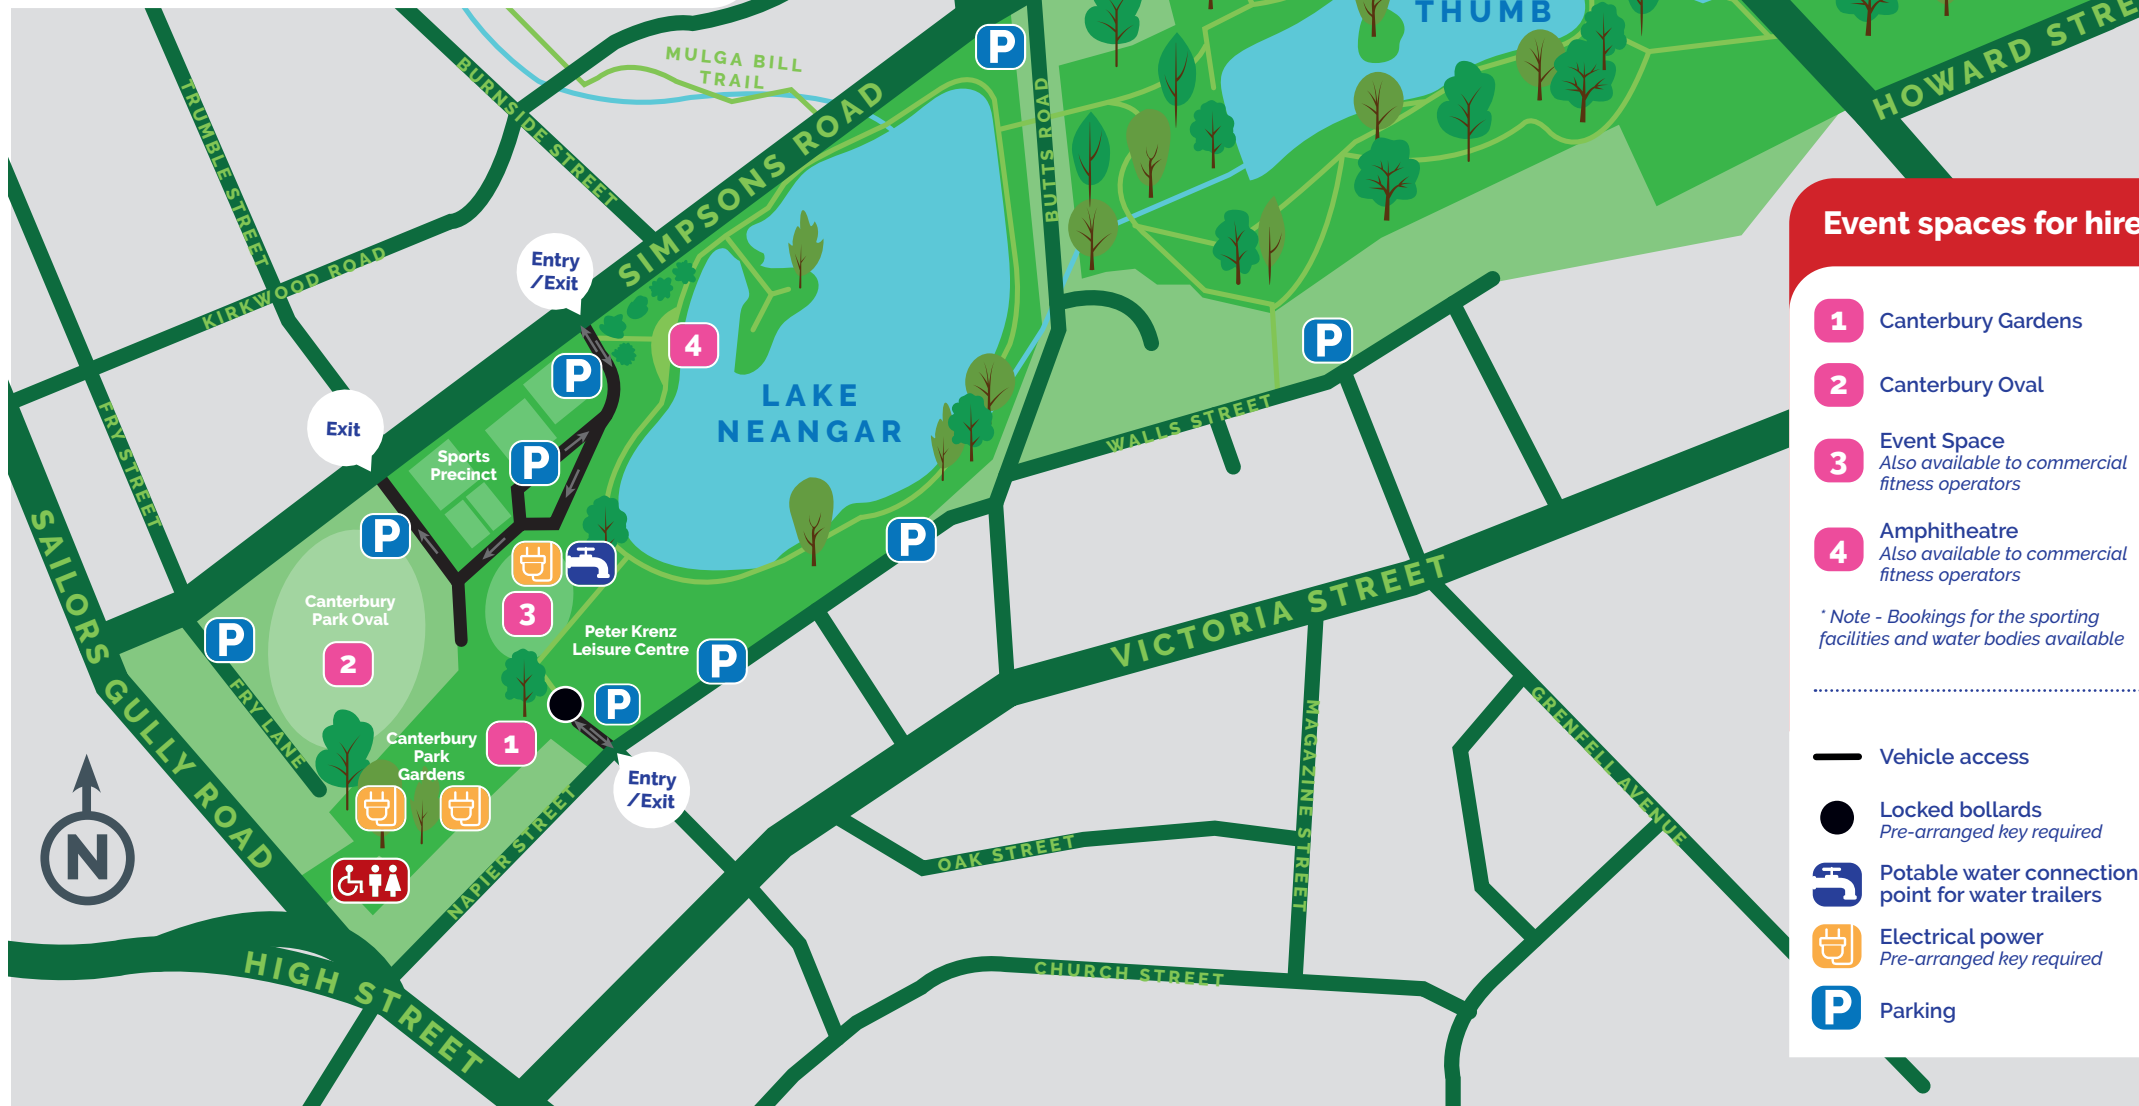 THUMB
HOWARD STRE
MULGA BILL
TRAIL
BURNSIDE STREET
TRUMBLE STREET
KIRKWOOD ROAD
SIMPSONS ROAD
BUTTS ROAD
P
Entry
/Exit
4
P
P
LAKE
NEANGAR
Exit
FRY STREET
Sports
Precinct
P
WALLS STREET
P
P
SAILORS GULLY ROAD
Canterbury
Park Oval
2
3
P
Peter Krenz
Leisure Centre
P
VICTORIA STREET
FRY LANE
P
Canterbury
Park
Gardens
1
Entry
/Exit
N
NAPIER STREET
MAGAZINE STREET
GRENFELL AVENUE
OAK STREET
HIGH STREET
CHURCH STREET
Event spaces for hire
1 Canterbury Gardens
2 Canterbury Oval
3 Event Space
Also available to commercial
fitness operators
4 Amphitheatre
Also available to commercial
fitness operators
* Note - Bookings for the sporting
facilities and water bodies available
Vehicle access
Locked bollards
Pre-arranged key required
Potable water connection
point for water trailers
Electrical power
Pre-arranged key required
P Parking